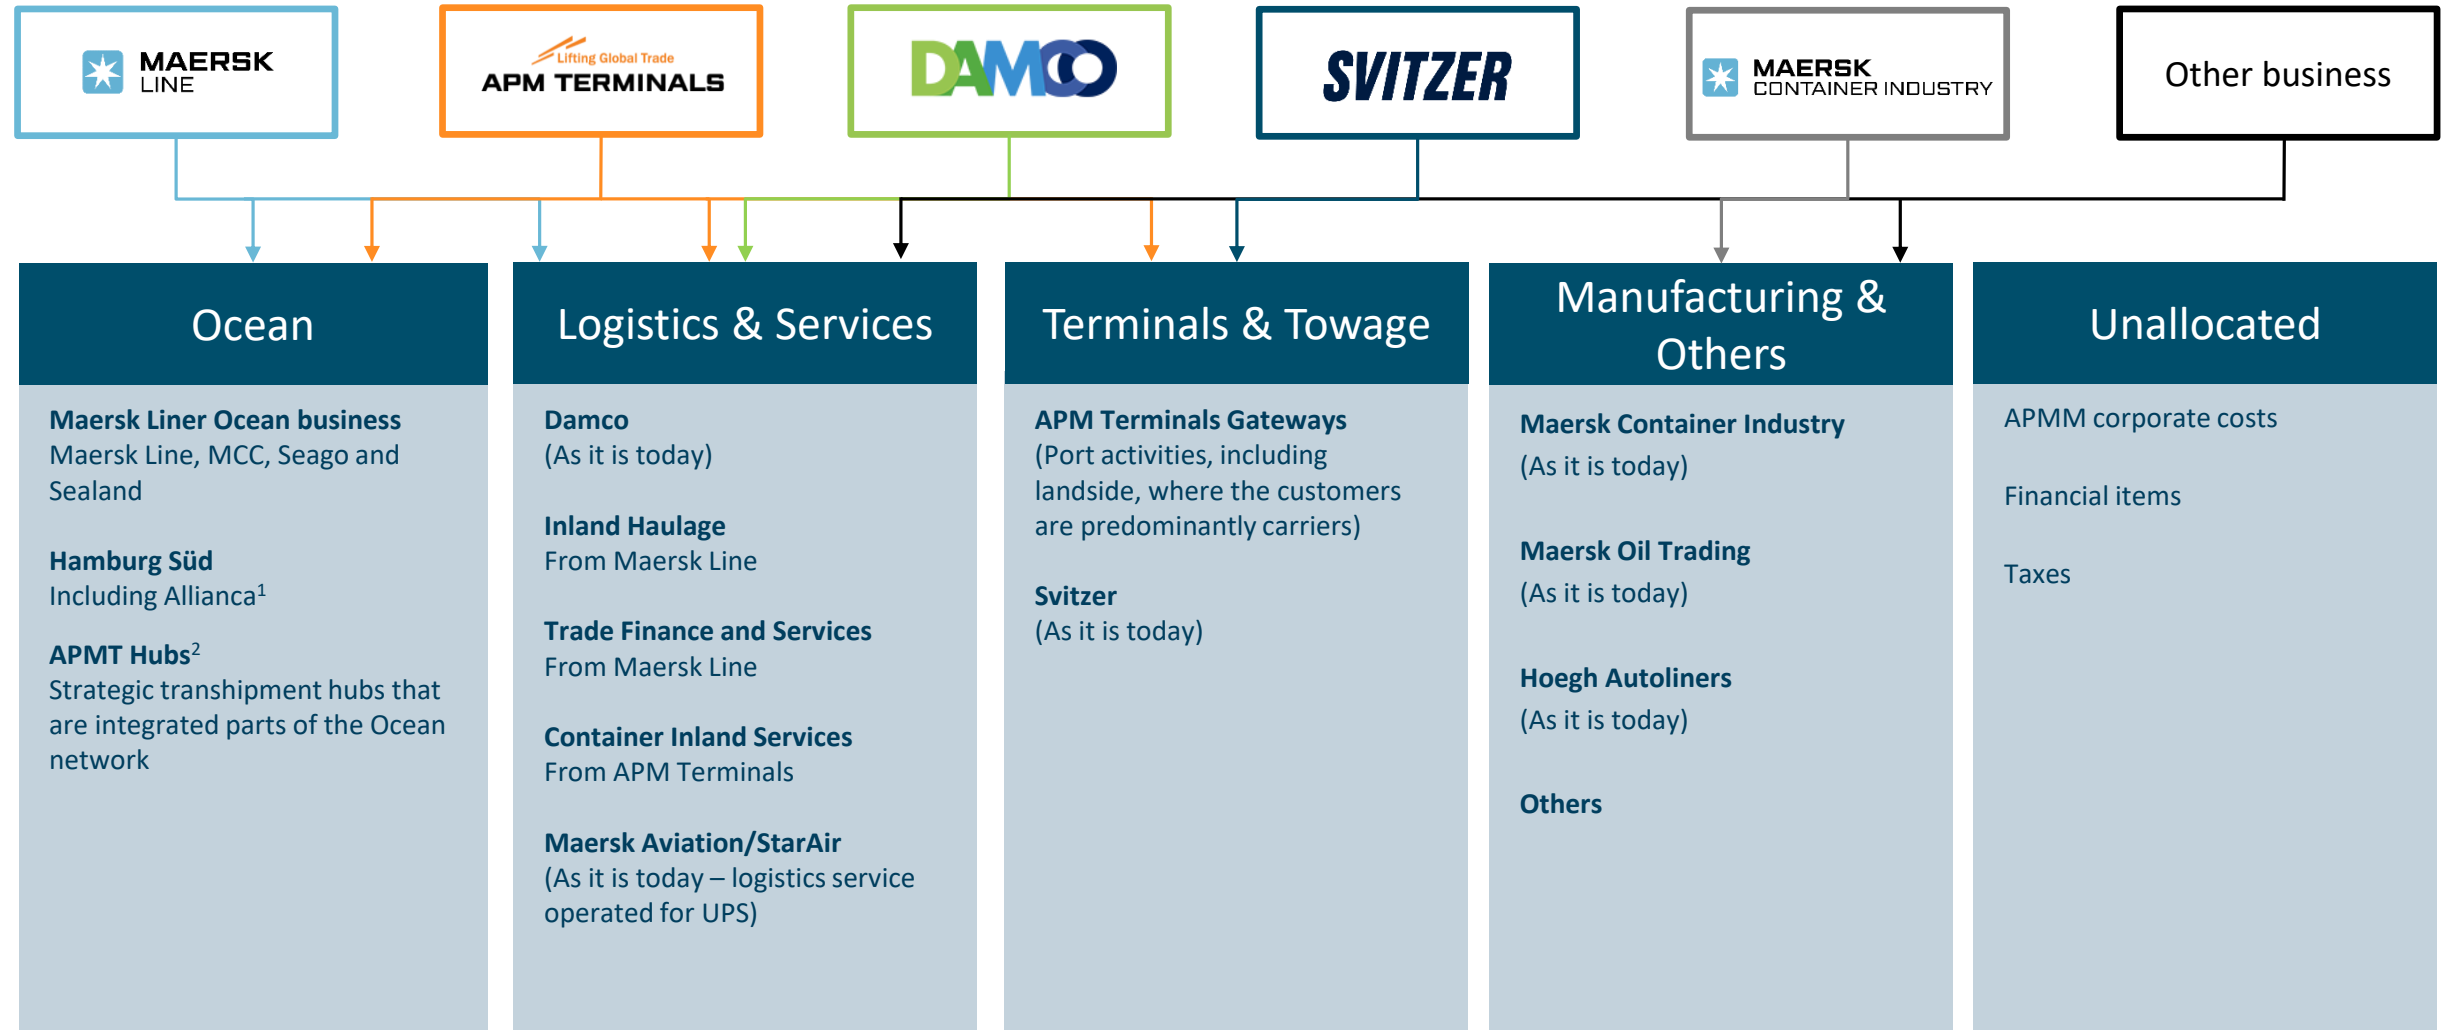 MAERSK
LINE
Lifting Global Trade
APM TERMINALS
DAMCO
SVITZER
MAERSK
CONTAINER INDUSTRY
Other business
Ocean
Maersk Liner Ocean business
Maersk Line, MCC, Seago and
Sealand
Hamburg Süd
Including Allianca¹
APMT Hubs²
Strategic transhipment hubs that
are integrated parts of the Ocean
network
Logistics & Services
Damco
(As it is today)
Inland Haulage
From Maersk Line
Trade Finance and Services
From Maersk Line
Container Inland Services
From APM Terminals
Maersk Aviation/StarAir
(As it is today – logistics service
operated for UPS)
Terminals & Towage
APM Terminals Gateways
(Port activities, including
landside, where the customers
are predominantly carriers)
Svitzer
(As it is today)
Manufacturing &
Others
Maersk Container Industry
(As it is today)
Maersk Oil Trading
(As it is today)
Hoegh Autoliners
(As it is today)
Others
Unallocated
APMM corporate costs
Financial items
Taxes